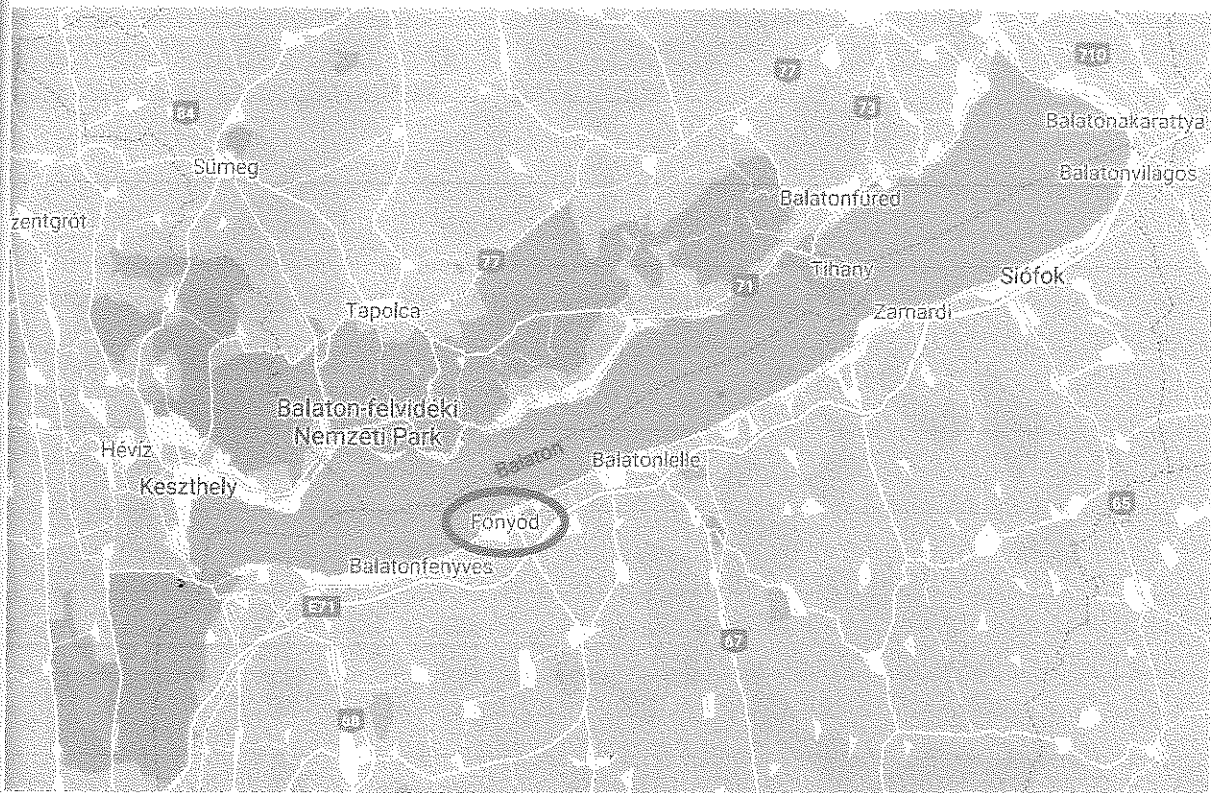 710
77
73
84
Balatonakarattya
Sümeg
Balatonvilágos
Balatonfüred
zentgrót
77
Tihany
Siófok
71
Tapolca
Zamárdi
Balaton-felvidéki
Nemzeti Park
Hévíz
Balaton
Balatonlelle
Keszthely
65
Fonyód
Balatonfenyves
E71
67
68